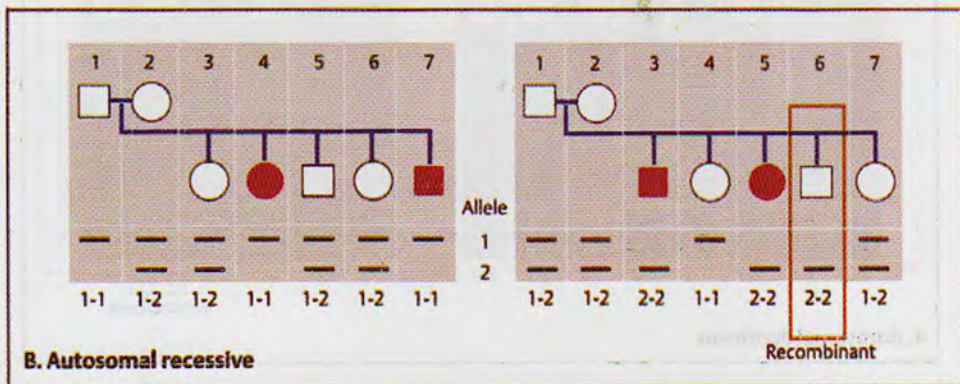 1 2 3 4 5 6 7
1 2 3 4 5 6 7
Allele
1
2
1-1 1-2 1-2 1-1 1-2 1-2 1-1
1-2 1-2 2-2 1-1 2-2 2-2 1-2
B. Autosomal recessive
Recombinant